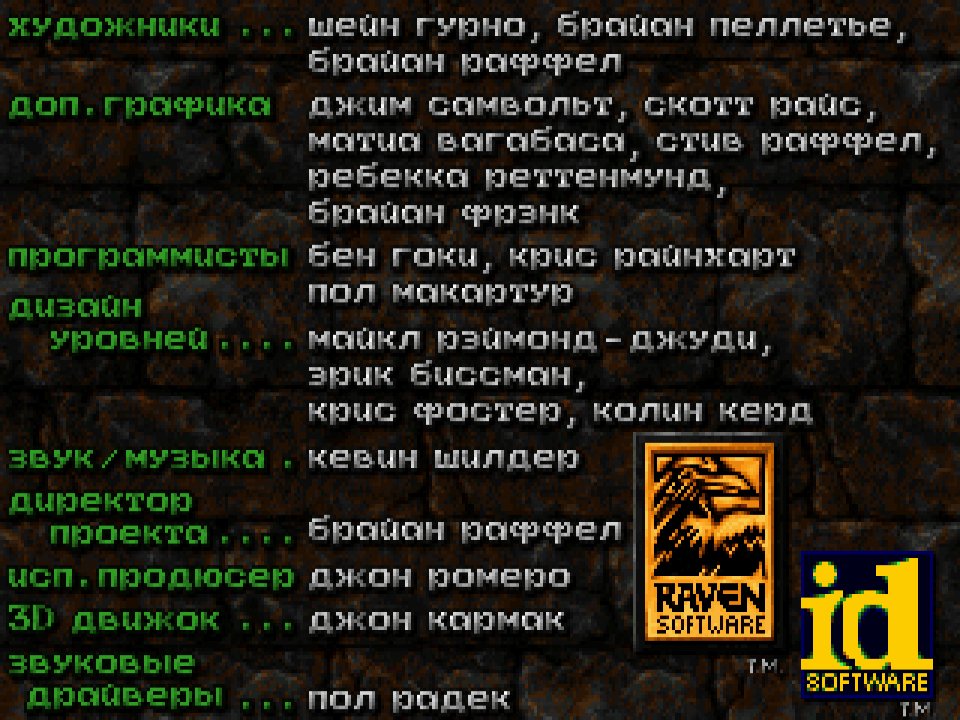 художники ... шейн гурно, брайан пеллетье,
брайан раффел
доп.графика джим самвольт, скотт райс,
матиа вагабаса, стив раффел,
ребекка реттенмунд,
брайан фрэнк
программисты бен гоки, крис райнхарт
пол макартур
дизайн
уровней .... майкл рэймонд-джуди,
эрик биссман,
крис фостер, колин керд
звук/музыка . кевин шилдер
директор
проекта .... брайан раффел
исп.продюсер джон ромеро
3D движок ... джон кармак
звуковые
драйверы ... пол радек
RAVEN
SOFTWARE
TM.
id
SOFTWARE
TM